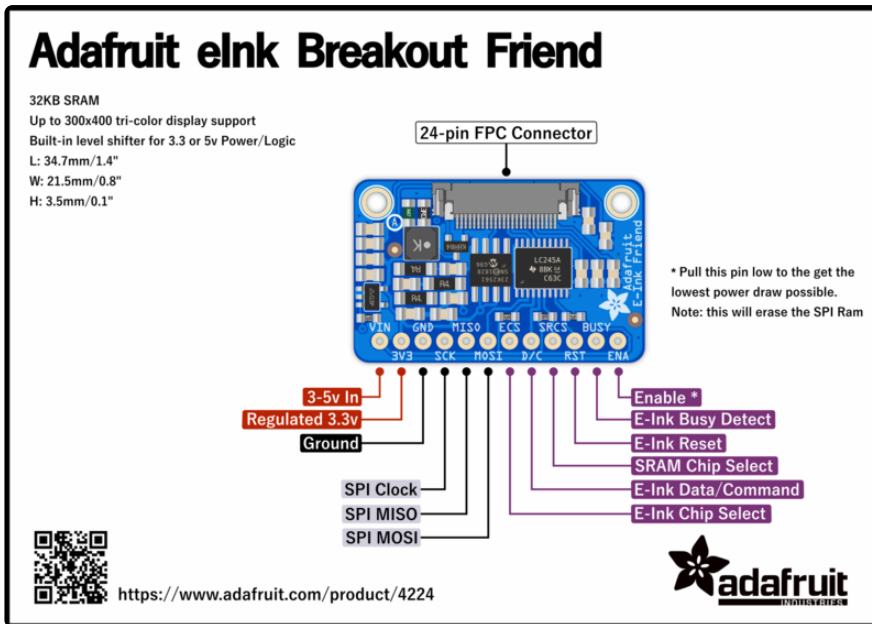 Adafruit eInk Breakout Friend
32KB SRAM
Up to 300x400 tri-color display support
Built-in level shifter for 3.3 or 5v Power/Logic
L: 34.7mm/1.4"
W: 21.5mm/0.8"
H: 3.5mm/0.1"
24-pin FPC Connector
A
LC245A
C63C
Adafruit
E-Ink Friend
* Pull this pin low to the get the
lowest power draw possible.
Note: this will erase the SPI Ram
VIN GND MISO ECS SRCS BUSY
3V3 SCK MOSI D/C RST ENA
3-5v In
Regulated 3.3v
Ground
SPI Clock
SPI MISO
SPI MOSI
Enable *
E-Ink Busy Detect
E-Ink Reset
SRAM Chip Select
E-Ink Data/Command
E-Ink Chip Select
https://www.adafruit.com/product/4224
adafruit
INDUSTRIES